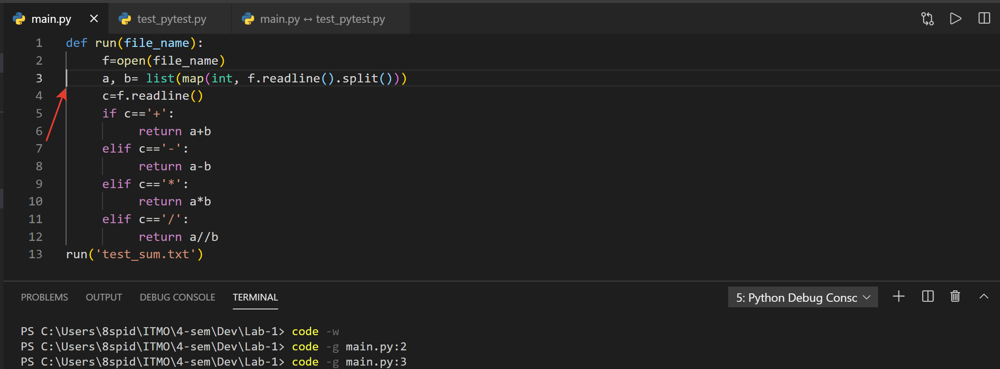 main.py test_pytest.py main.py ↔ test_pytest.py
1 def run(file_name):
2 f=open(file_name)
3 a, b= list(map(int, f.readline().split()))
4 c=f.readline()
5 if c=='+':
6 return a+b
7 elif c=='-':
8 return a-b
9 elif c=='*':
10 return a*b
11 elif c=='/':
12 return a//b
13 run('test_sum.txt')
PROBLEMS OUTPUT DEBUG CONSOLE TERMINAL 5: Python Debug Consc
PS C:\Users\8spid\ITMO\4-sem\Dev\Lab-1> code -w
PS C:\Users\8spid\ITMO\4-sem\Dev\Lab-1> code -g main.py:2
PS C:\Users\8spid\ITMO\4-sem\Dev\Lab-1> code -g main.py:3